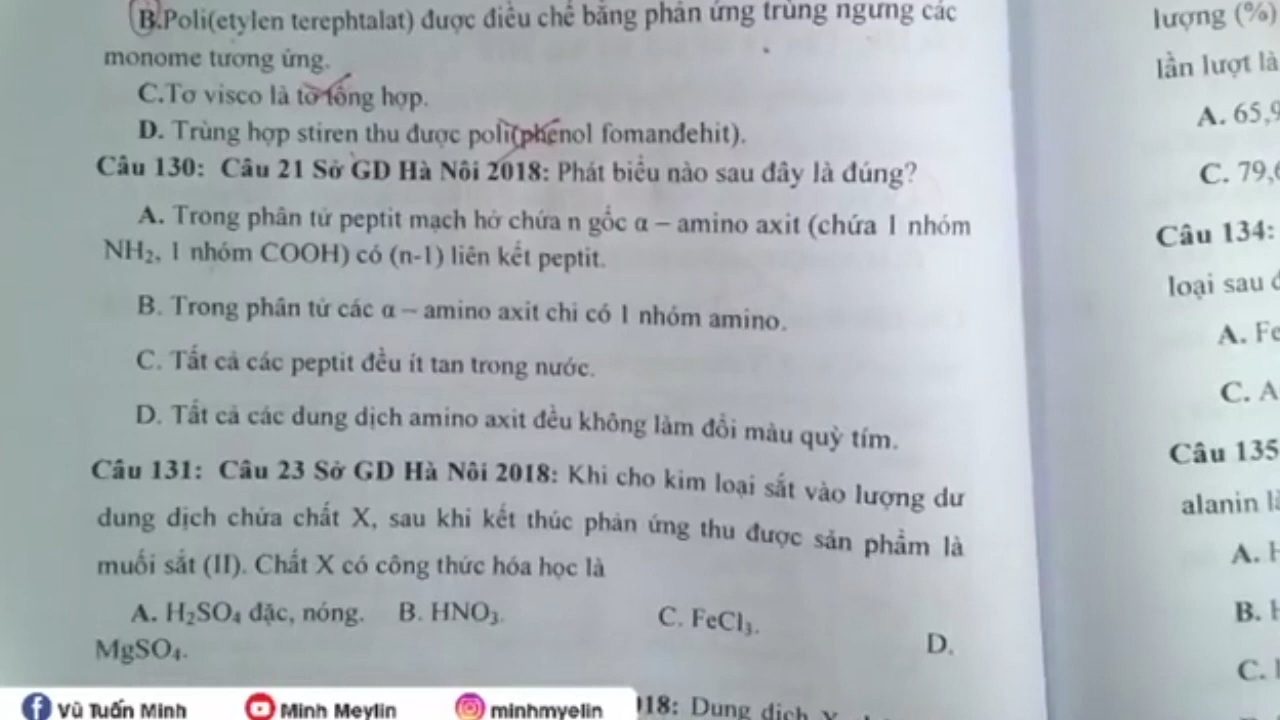 B.Poli(etylen terephtalat) được điều chế bằng phản ứng trùng ngưng các
monome tương ứng.
C.Tơ visco là tơ tổng hợp.
D. Trùng hợp stiren thu được poli(phenol fomanđehit).
Câu 130: Câu 21 Sở GD Hà Nôi 2018: Phát biểu nào sau đây là đúng?
A. Trong phân tử peptit mạch hở chứa n gốc α – amino axit (chứa 1 nhóm
NH₂, 1 nhóm COOH) có (n-1) liên kết peptit.
B. Trong phân tử các α – amino axit chỉ có 1 nhóm amino.
C. Tất cả các peptit đều ít tan trong nước.
D. Tất cả các dung dịch amino axit đều không làm đổi màu quỳ tím.
Câu 131: Câu 23 Sở GD Hà Nôi 2018: Khi cho kim loại sắt vào lượng dư
dung dịch chứa chất X, sau khi kết thúc phản ứng thu được sản phẩm là
muối sắt (II). Chất X có công thức hóa học là
A. H₂SO₄ đặc, nóng. B. HNO₃. C. FeCl₃. D.
MgSO₄.
018: Dung dịch
lượng (%)
lần lượt là
A. 65,9
C. 79,
Câu 134:
loại sau
A. Fe
C. A
Câu 135
alanin
A.
B.
C.
Vũ Tuấn Minh Minh Meylin minhmyelin